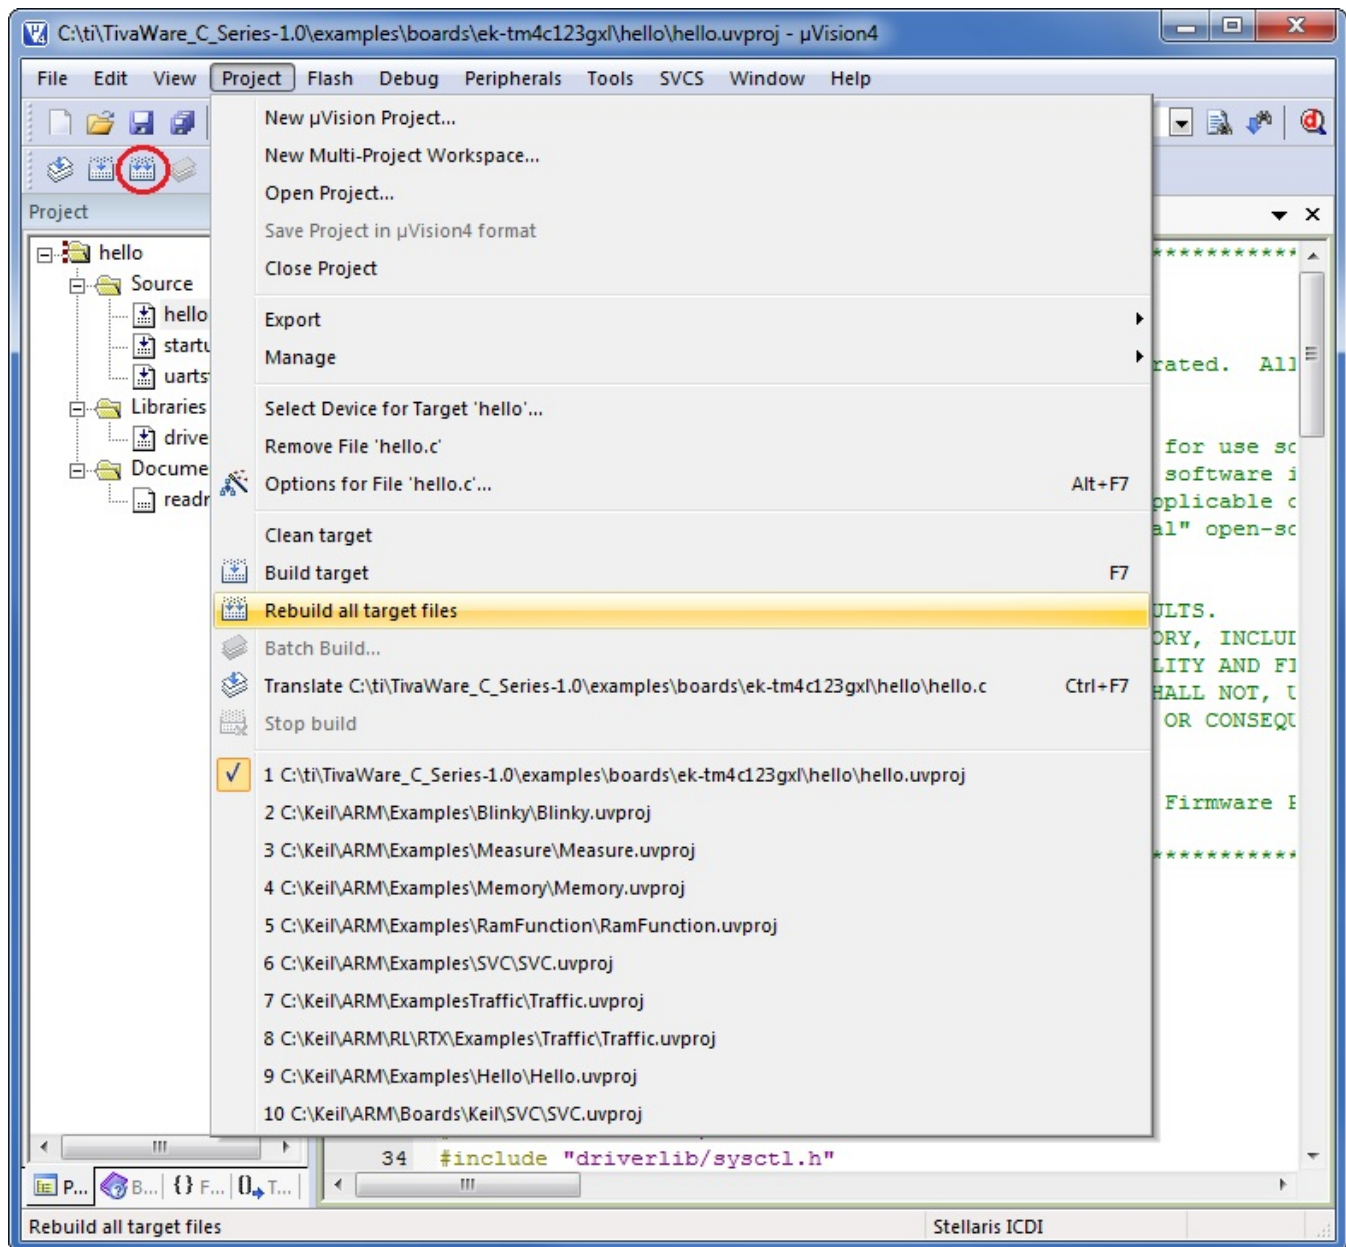 C:\ti\TivaWare_C_Series-1.0\examples\boards\ek-tm4c123gxl\hello\hello.uvproj - µVision4
File Edit View Project Flash Debug Peripherals Tools SVCS Window Help
New µVision Project...
New Multi-Project Workspace...
Open Project...
Save Project in µVision4 format
Close Project
Export
Manage
Select Device for Target 'hello'...
Remove File 'hello.c'
Options for File 'hello.c'... Alt+F7
Clean target
Build target F7
Rebuild all target files
Batch Build...
Translate C:\ti\TivaWare_C_Series-1.0\examples\boards\ek-tm4c123gxl\hello\hello.c Ctrl+F7
Stop build
1 C:\ti\TivaWare_C_Series-1.0\examples\boards\ek-tm4c123gxl\hello\hello.uvproj
2 C:\Keil\ARM\Examples\Blinky\Blinky.uvproj
3 C:\Keil\ARM\Examples\Measure\Measure.uvproj
4 C:\Keil\ARM\Examples\Memory\Memory.uvproj
5 C:\Keil\ARM\Examples\RamFunction\RamFunction.uvproj
6 C:\Keil\ARM\Examples\SVC\SVC.uvproj
7 C:\Keil\ARM\ExamplesTraffic\Traffic.uvproj
8 C:\Keil\ARM\RL\RTX\Examples\Traffic\Traffic.uvproj
9 C:\Keil\ARM\Examples\Hello\Hello.uvproj
10 C:\Keil\ARM\Boards\Keil\SVC\SVC.uvproj
Project
hello
Source
hello
startu
uarts
Libraries
drive
Docume
readr
***********
rated. All
for use so
software i
pplicable c
al" open-so
ULTS.
ORY, INCLUD
LITY AND FI
HALL NOT, U
OR CONSEQU
Firmware P
***********
34 #include "driverlib/sysctl.h"
P... B... {} F... 0 T...
Rebuild all target files Stellaris ICDI